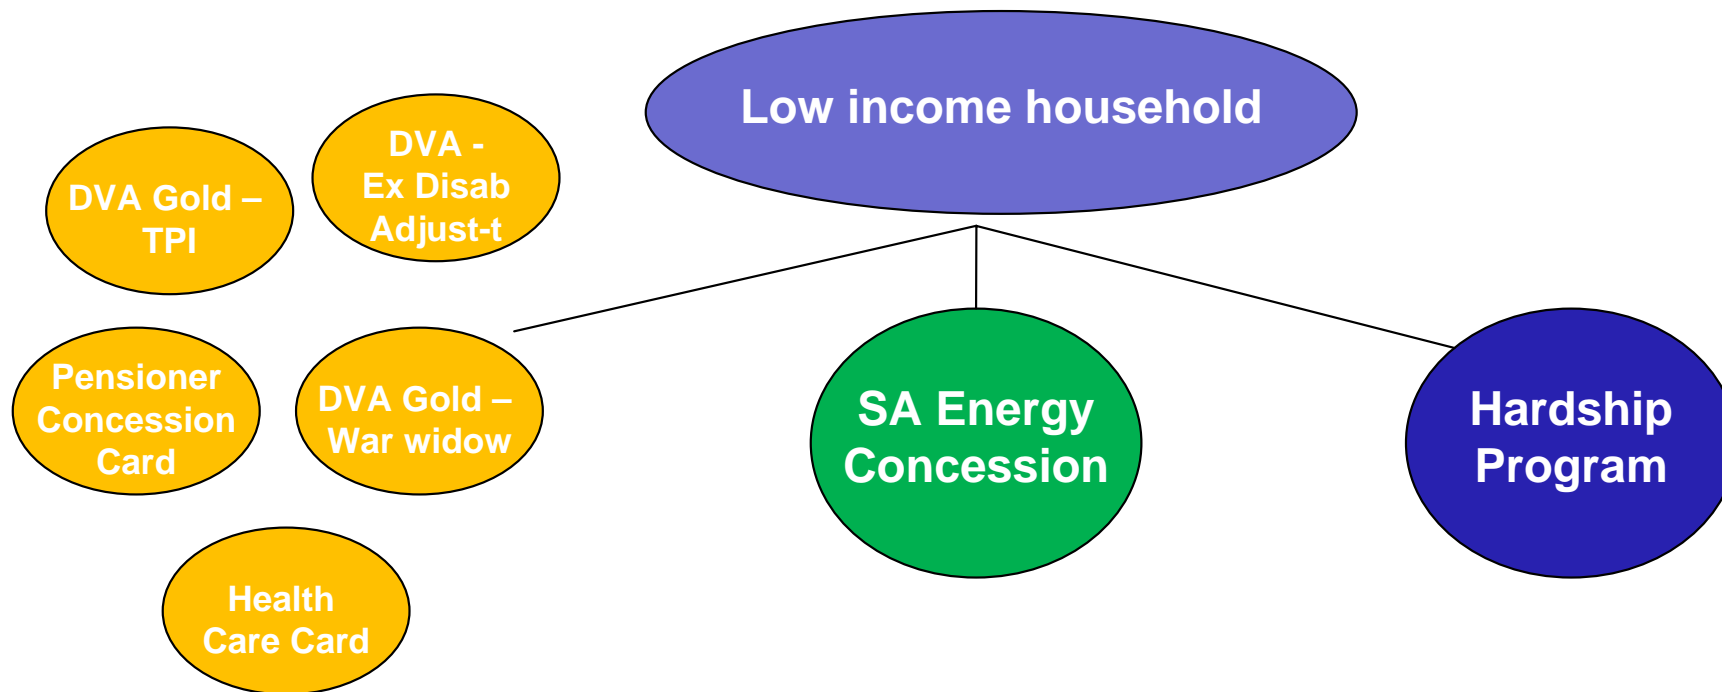 Low income household
DVA Gold –
TPI
DVA -
Ex Disab
Adjust-t
Pensioner
Concession
Card
DVA Gold –
War widow
Health
Care Card
SA Energy
Concession
Hardship
Program